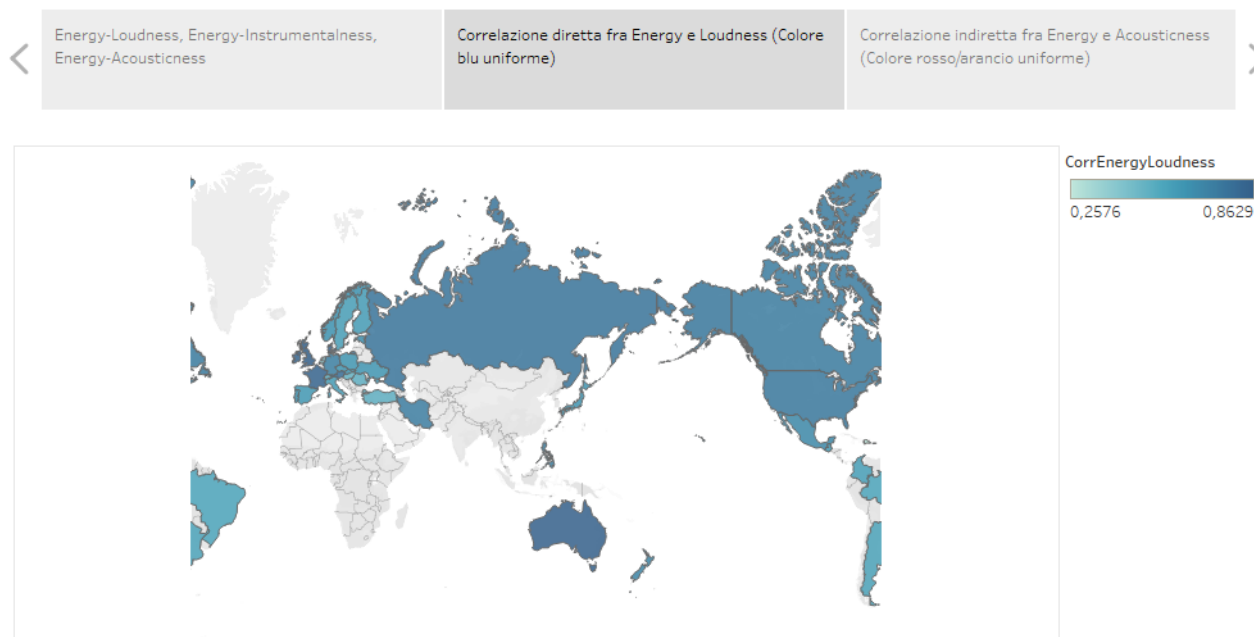 Energy-Loudness, Energy-Instrumentalness,
Energy-Acousticness
Correlazione diretta fra Energy e Loudness (Colore
blu uniforme)
Correlazione indiretta fra Energy e Acousticness
(Colore rosso/arancio uniforme)
CorrEnergyLoudness
0,2576
0,8629